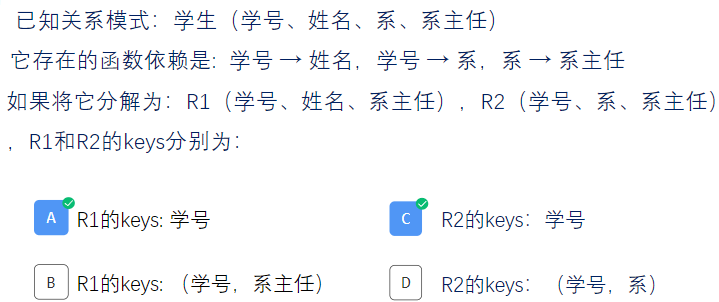 已知关系模式：学生（学号、姓名、系、系主任）
它存在的函数依赖是: 学号 → 姓名，学号 → 系，系 → 系主任
如果将它分解为：R1（学号、姓名、系主任）, R2（学号、系、系主任）
，R1和R2的keys分别为：
A R1的keys: 学号
C R2的keys： 学号
B R1的keys: （学号，系主任）
D R2的keys： （学号，系）